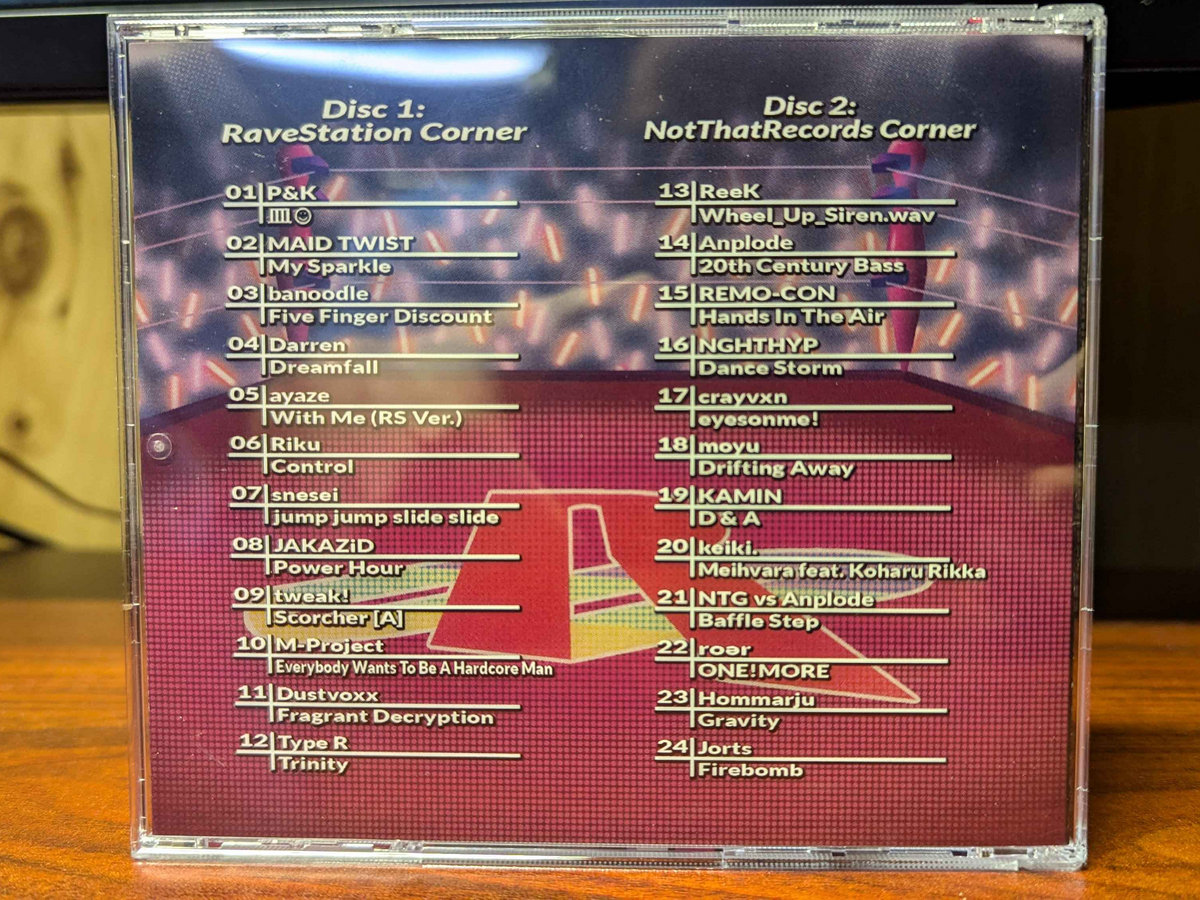 Disc 1:
RaveStation Corner
01 P&K
02 MAID TWIST
My Sparkle
03 banoodle
Five Finger Discount
04 Darren
Dreamfall
05 ayaze
With Me (RS Ver.)
06 Riku
Control
07 snesei
jump jump slide slide
08 JAKAZiD
Power Hour
09 tweak!
Scorcher [A]
10 M-Project
Everybody Wants To Be A Hardcore Man
11 Dustvoxx
Fragrant Decryption
12 Type R
Trinity
Disc 2:
NotThatRecords Corner
13 ReeK
Wheel_Up_Siren.wav
14 Anplode
20th Century Bass
15 REMO-CON
Hands In The Air
16 NGHTHYP
Dance Storm
17 crayvxn
eyesonme!
18 moyu
Drifting Away
19 KAMIN
D & A
20 keiki.
Meihvara feat. Koharu Rikka
21 NTG vs Anplode
Baffle Step
22 roər
ONE!MORE
23 Hommarju
Gravity
24 Jorts
Firebomb